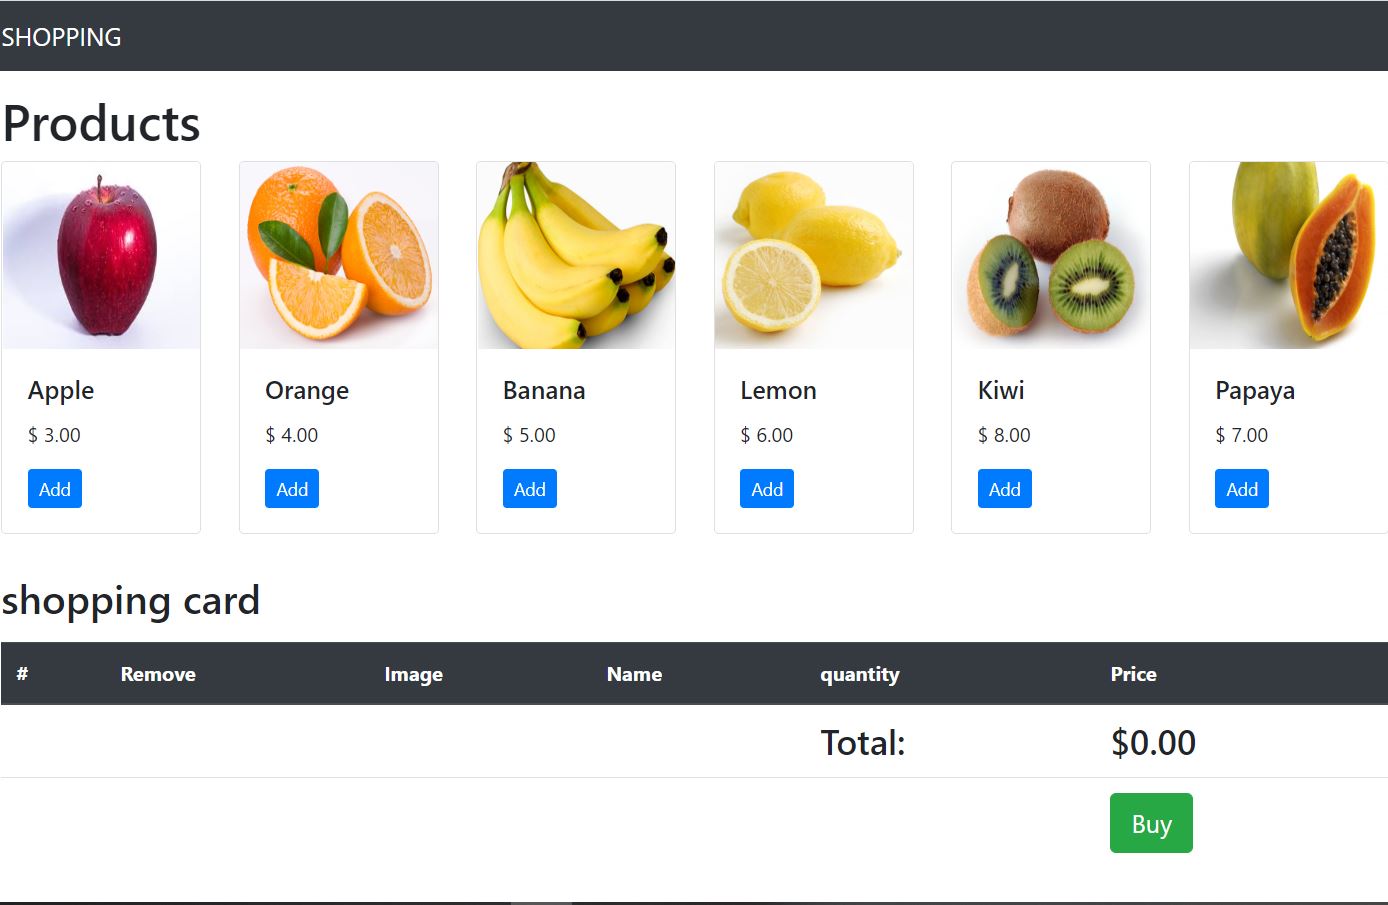 SHOPPING
Products
Apple
$ 3.00
Add
Orange
$ 4.00
Add
Banana
$ 5.00
Add
Lemon
$ 6.00
Add
Kiwi
$ 8.00
Add
Papaya
$ 7.00
Add
shopping card
# Remove Image Name quantity Price
Total: $0.00
Buy